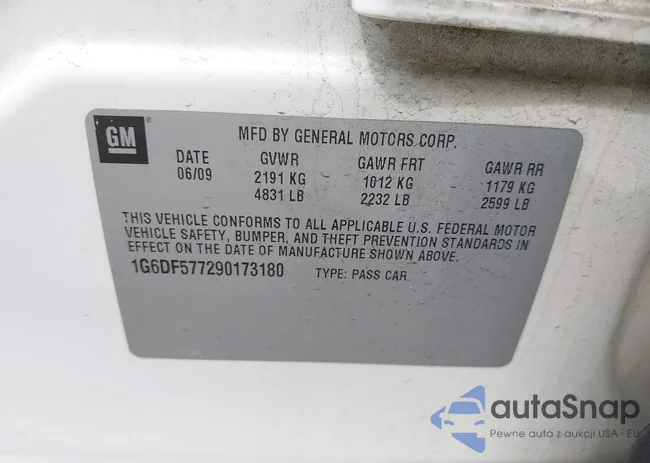 GM
MFD BY GENERAL MOTORS CORP.
DATE GVWR GAWR FRT GAWR RR
06/09 2191 KG 1012 KG 1179 KG
4831 LB 2232 LB 2599 LB
THIS VEHICLE CONFORMS TO ALL APPLICABLE U.S. FEDERAL MOTOR
VEHICLE SAFETY, BUMPER, AND THEFT PREVENTION STANDARDS IN
EFFECT ON THE DATE OF MANUFACTURE SHOWN ABOVE.
1G6DF577290173180 TYPE: PASS CAR
autaSnap
Pewne auta z aukcji USA i EU